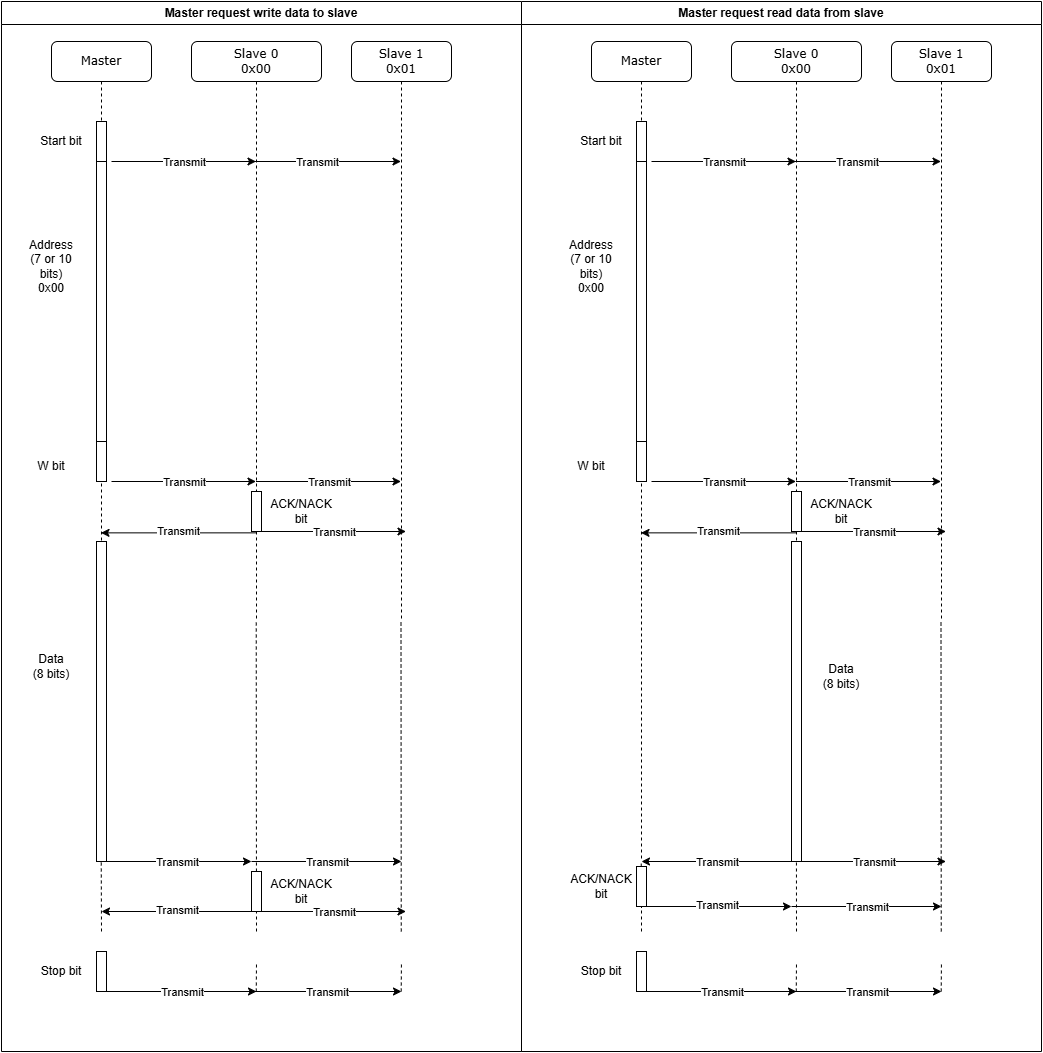 Master request write data to slave
Master
Slave 0
0x00
Slave 1
0x01
Start bit
Transmit
Transmit
Address
(7 or 10
bits)
0x00
W bit
Transmit
Transmit
ACK/NACK
bit
Transmit
Transmit
Data
(8 bits)
Transmit
Transmit
ACK/NACK
bit
Transmit
Transmit
Stop bit
Transmit
Transmit
Master request read data from slave
Master
Slave 0
0x00
Slave 1
0x01
Start bit
Transmit
Transmit
Address
(7 or 10
bits)
0x00
W bit
Transmit
Transmit
ACK/NACK
bit
Transmit
Transmit
Data
(8 bits)
Transmit
Transmit
ACK/NACK
bit
Transmit
Transmit
Stop bit
Transmit
Transmit